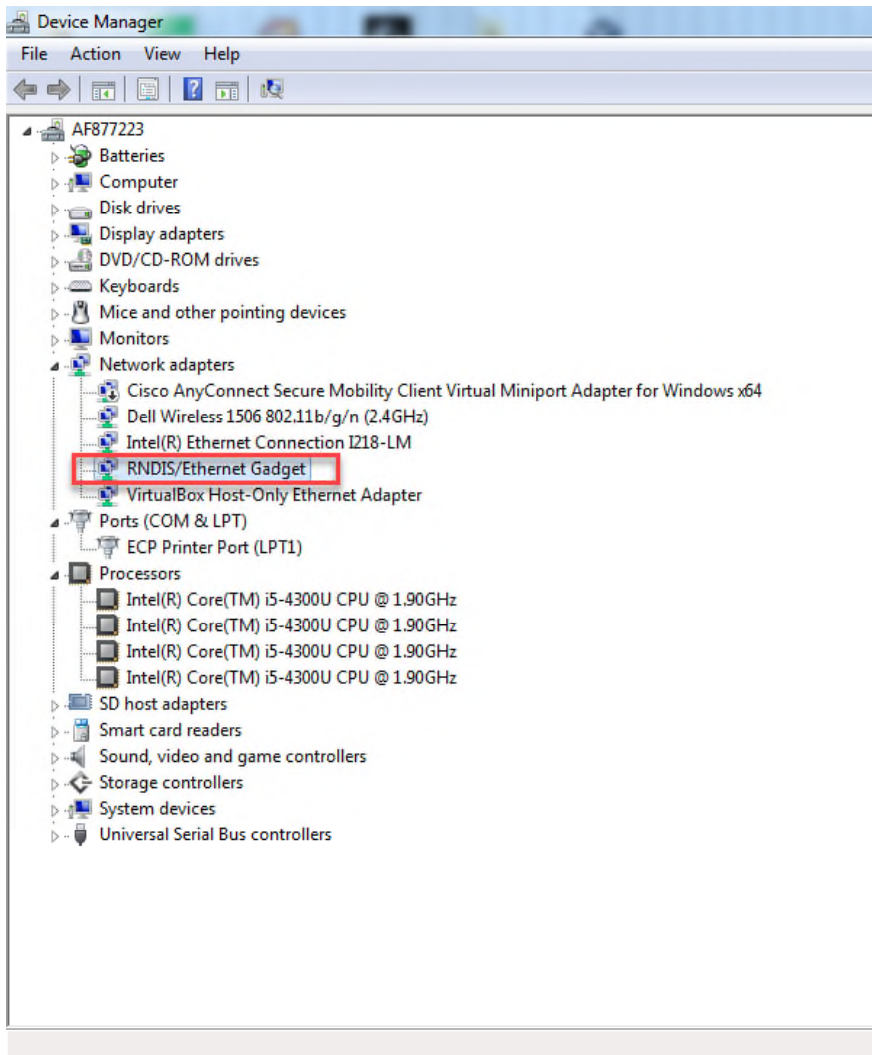 Device Manager
File Action View Help
AF877223
Batteries
Computer
Disk drives
Display adapters
DVD/CD-ROM drives
Keyboards
Mice and other pointing devices
Monitors
Network adapters
Cisco AnyConnect Secure Mobility Client Virtual Miniport Adapter for Windows x64
Dell Wireless 1506 802.11b/g/n (2.4GHz)
Intel(R) Ethernet Connection I218-LM
RNDIS/Ethernet Gadget
VirtualBox Host-Only Ethernet Adapter
Ports (COM & LPT)
ECP Printer Port (LPT1)
Processors
Intel(R) Core(TM) i5-4300U CPU @ 1.90GHz
Intel(R) Core(TM) i5-4300U CPU @ 1.90GHz
Intel(R) Core(TM) i5-4300U CPU @ 1.90GHz
Intel(R) Core(TM) i5-4300U CPU @ 1.90GHz
SD host adapters
Smart card readers
Sound, video and game controllers
Storage controllers
System devices
Universal Serial Bus controllers